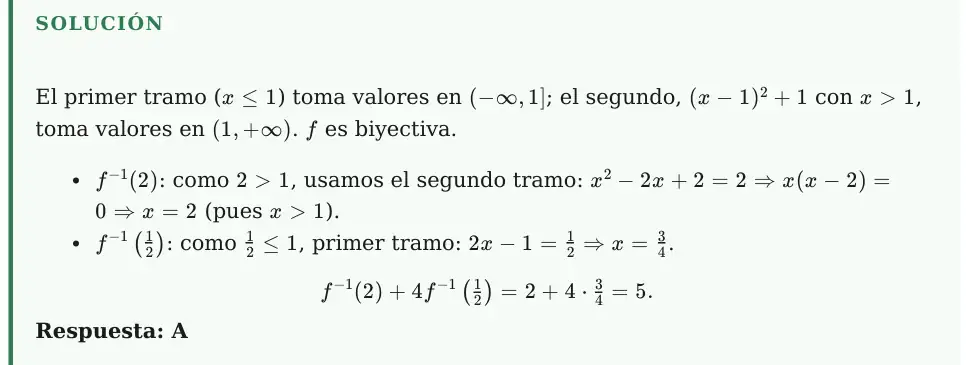 SOLUCIÓN
El primer tramo (x ≤ 1) toma valores en (−∞, 1]; el segundo, (x − 1)² + 1 con x > 1,
toma valores en (1, +∞). f es biyectiva.
• f⁻¹(2): como 2 > 1, usamos el segundo tramo: x² − 2x + 2 = 2 ⇒ x(x − 2) =
0 ⇒ x = 2 (pues x > 1).
• f⁻¹(1/2): como 1/2 ≤ 1, primer tramo: 2x − 1 = 1/2 ⇒ x = 3/4.
f⁻¹(2) + 4f⁻¹(1/2) = 2 + 4 · 3/4 = 5.
Respuesta: A